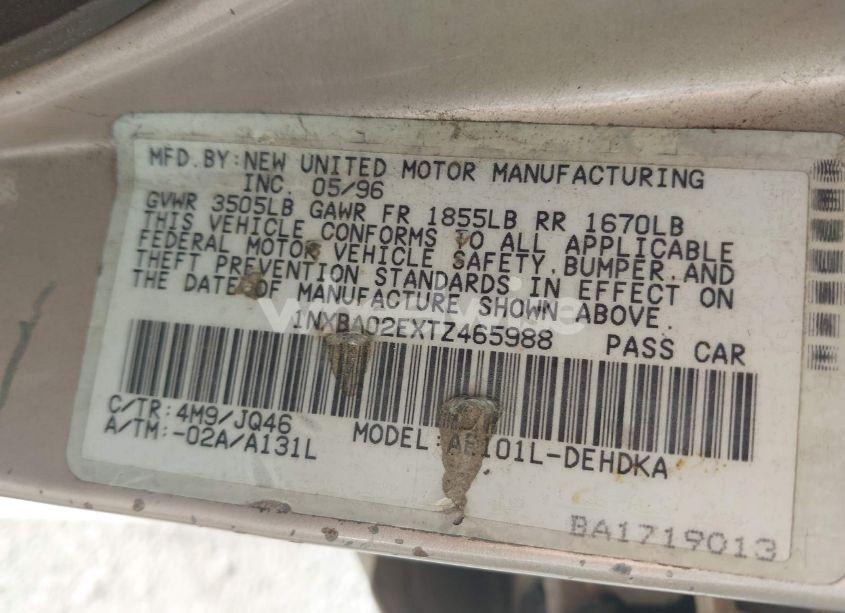 MFD.BY:NEW UNITED MOTOR MANUFACTURING
INC. 05/96
GVWR 3505LB GAWR FR 1855LB RR 1670LB
THIS VEHICLE CONFORMS TO ALL APPLICABLE
FEDERAL MOTOR VEHICLE SAFETY,BUMPER,AND
THEFT PREVENTION STANDARDS IN EFFECT ON
THE DATE OF MANUFACTURE SHOWN ABOVE.
1NXBA02EXTZ465988 PASS CAR
C/TR:4M9/JQ46
A/TM:-02A/A131L MODEL:AE101L-DEHDKA
BA1719013